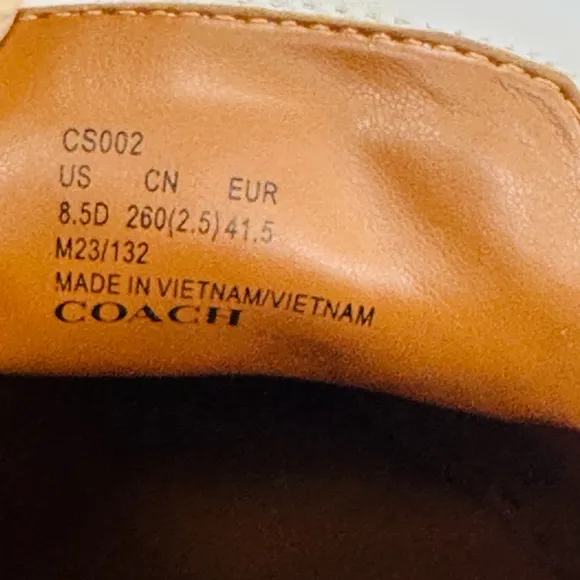 CS002
US CN EUR
8.5D 260(2.5) 41.5
M23/132
MADE IN VIETNAM/VIETNAM
COACH